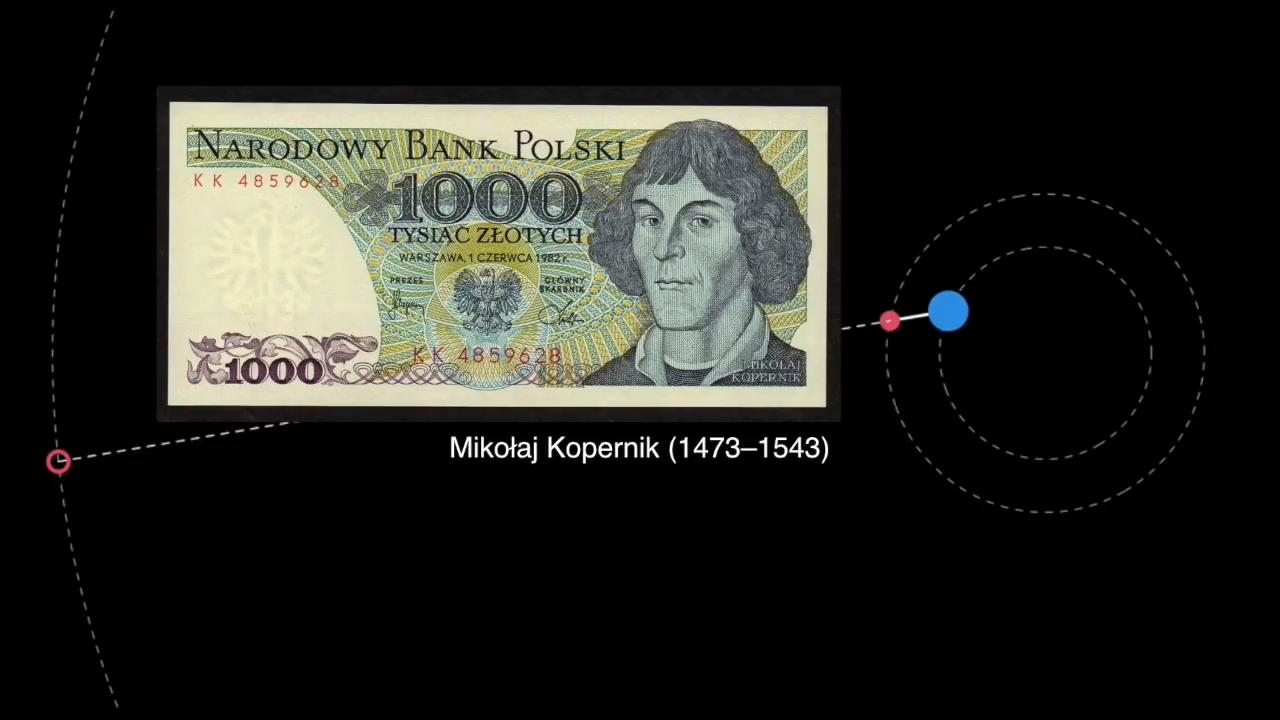 NARODOWY BANK POLSKI
KK 4859628
1000
TYSIĄC ZŁOTYCH
WARSZAWA, 1 CZERWCA 1982 r.
PREZES
GŁÓWNY
SKARBNIK
KK 4859628
1000
MIKOŁAJ
KOPERNIK
Mikołaj Kopernik (1473–1543)